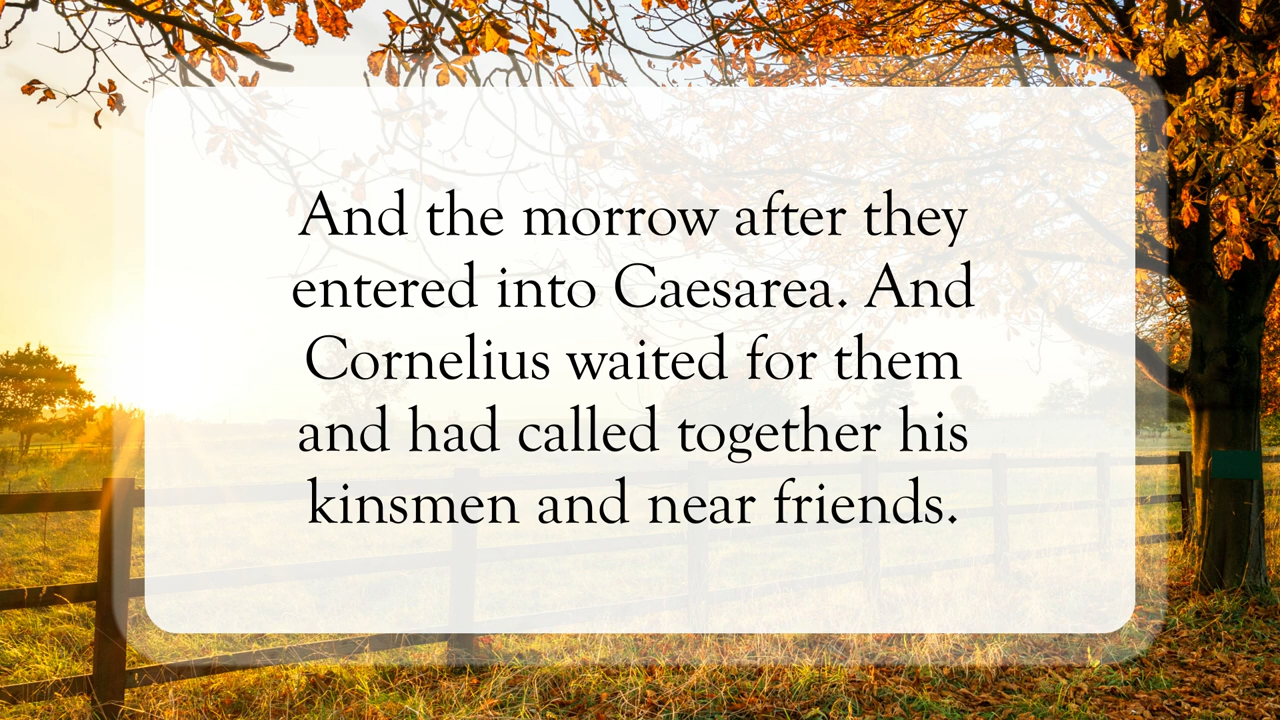 And the morrow after they
entered into Caesarea. And
Cornelius waited for them
and had called together his
kinsmen and near friends.